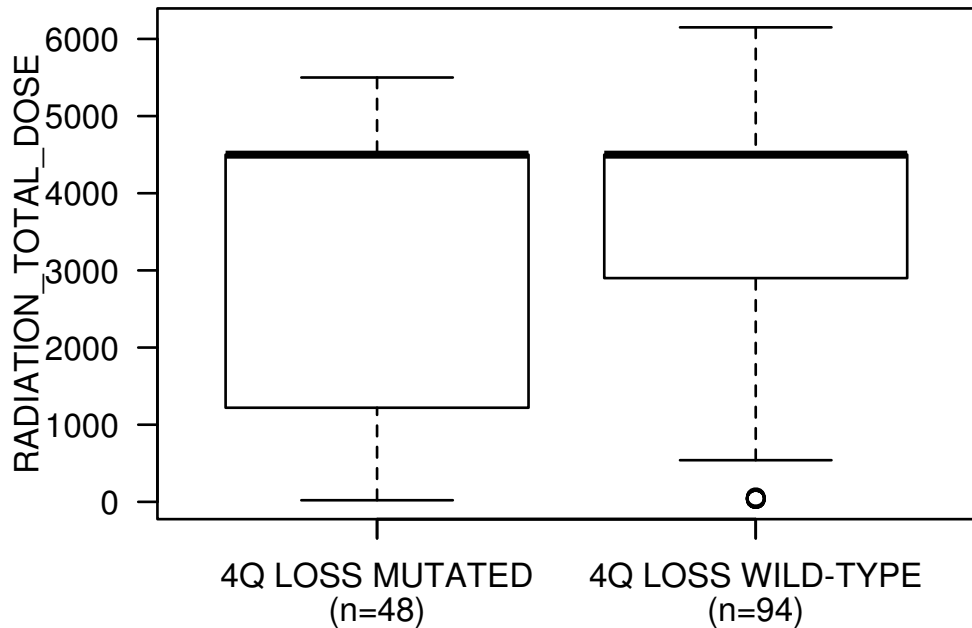 RADIATION_TOTAL_DOSE
6000
5000
4000
3000
2000
1000
0
4Q LOSS MUTATED
(n=48)
4Q LOSS WILD-TYPE
(n=94)